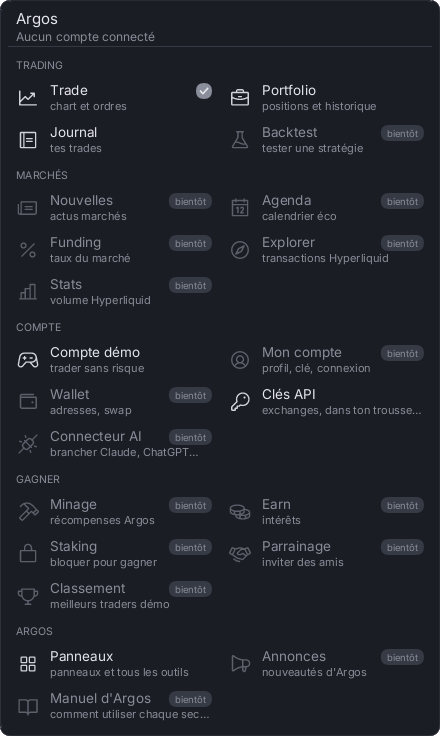 Argos
Aucun compte connecté
TRADING
Trade
chart et ordres
Portfolio
positions et historique
Journal
tes trades
Backtest bientôt
tester une stratégie
MARCHÉS
Nouvelles bientôt
actus marchés
Agenda bientôt
calendrier éco
12
Funding bientôt
taux du marché
Explorer bientôt
transactions Hyperliquid
Stats bientôt
volume Hyperliquid
COMPTE
Compte démo
trader sans risque
Mon compte bientôt
profil, clé, connexion
Wallet bientôt
adresses, swap
Clés API
exchanges, dans ton trousse...
Connecteur AI bientôt
brancher Claude, ChatGPT...
GAGNER
Minage bientôt
récompenses Argos
Earn bientôt
intérêts
Staking bientôt
bloquer pour gagner
Parrainage bientôt
inviter des amis
Classement bientôt
meilleurs traders démo
ARGOS
Panneaux
panneaux et tous les outils
Annonces bientôt
nouveautés d'Argos
Manuel d'Argos bientôt
comment utiliser chaque sec...